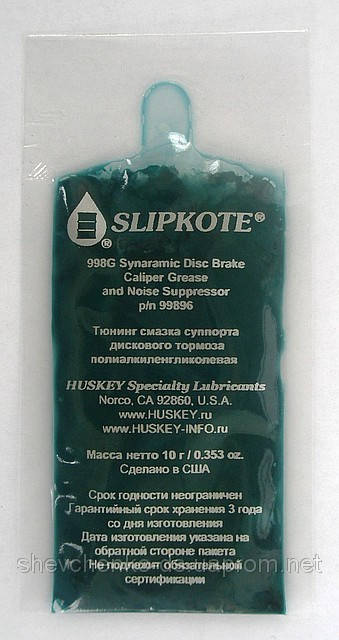 SLIPKOTE®
®
998G Synaramic Disc Brake
Caliper Grease
and Noise Suppressor
p/n 99896
Тюнинг смазка суппорта
дискового тормоза
полиалкиленгликолевая
HUSKEY Specialty Lubricants
Norco, CA 92860, U.S.A.
www.HUSKEY.ru
www.HUSKEY-INFO.ru
Масса нетто 10 г / 0.353 oz.
Сделано в США
Срок годности неограничен
Гарантийный срок хранения 3 года
со дня изготовления
Дата изготовления указана на
обратной стороне пакета
Не подлежит обязательной
сертификации